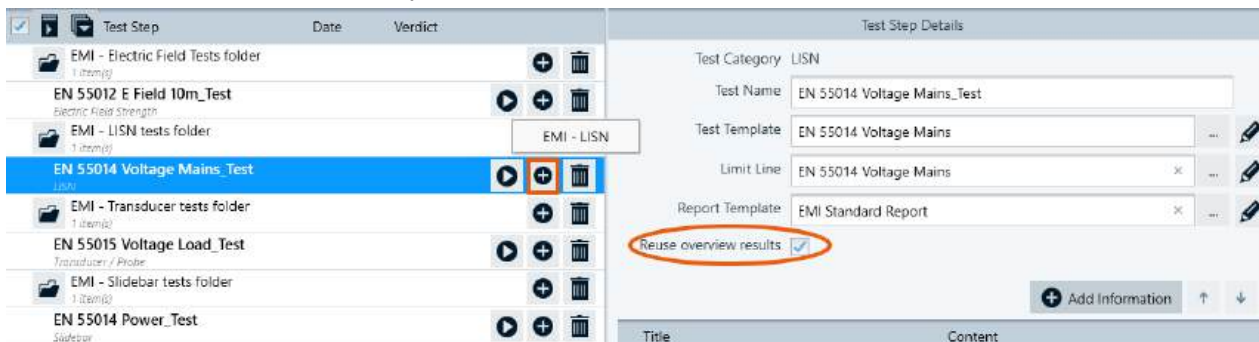 Test Step Date Verdict
EMI - Electric Field Tests folder
1 item(s)
EN 55012 E Field 10m_Test
Electric Field Strength
EMI - LISN tests folder
1 item(s)
EMI - LISN
EN 55014 Voltage Mains_Test
LISN
EMI - Transducer tests folder
1 item(s)
EN 55015 Voltage Load_Test
Transducer / Probe
EMI - Slidebar tests folder
1 item(s)
EN 55014 Power_Test
Slidebar
Test Step Details
Test Category LISN
Test Name EN 55014 Voltage Mains_Test
Test Template EN 55014 Voltage Mains ...
Limit Line EN 55014 Voltage Mains × ...
Report Template EMI Standard Report × ...
Reuse overview results
Add Information
Title Content